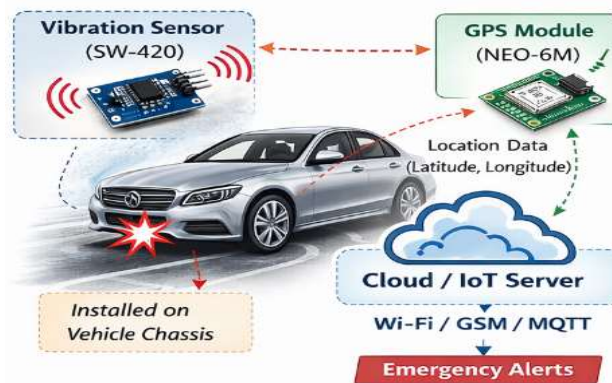 Vibration Sensor
(SW-420)
GPS Module
(NEO-6M)
Location Data
(Latitude, Longitude)
Cloud / IoT Server
Installed on
Vehicle Chassis
Wi-Fi / GSM / MQTT
Emergency Alerts